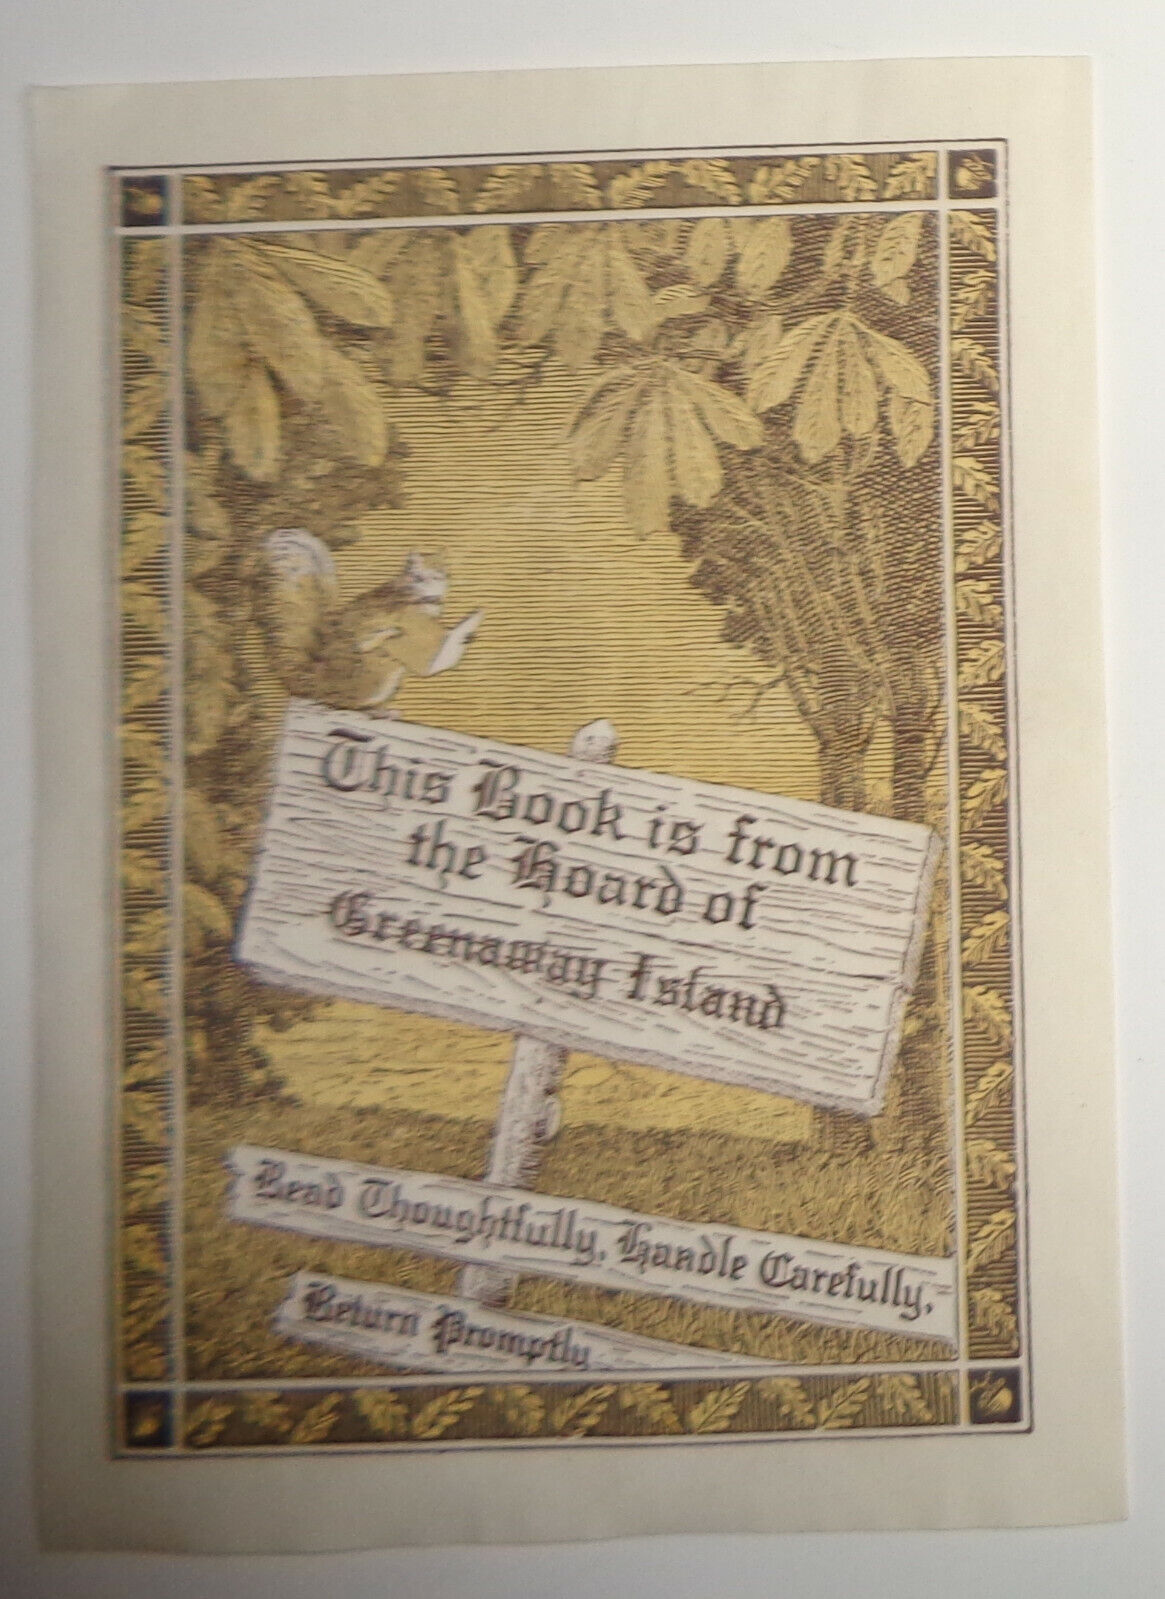 This Book is from
the Hoard of
Greenaway Island
Read Thoughtfully, Handle Carefully,
Return Promptly